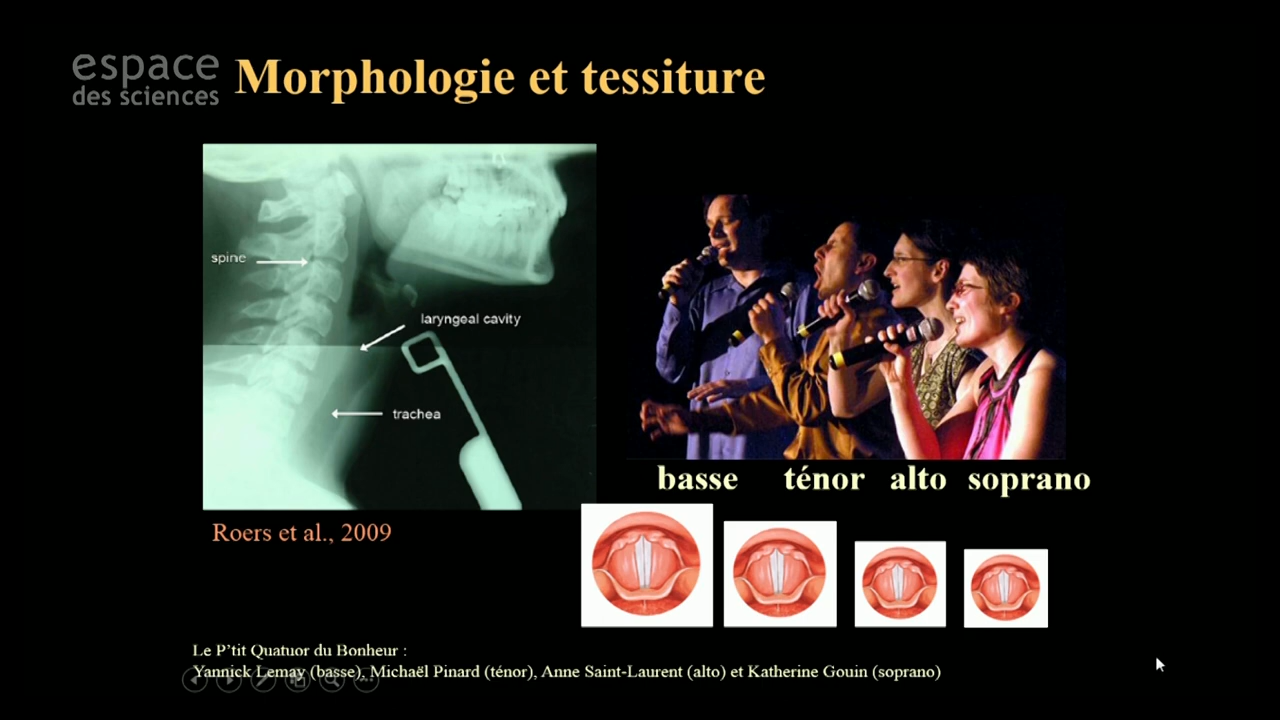 espace
des sciences
Morphologie et tessiture
spine
laryngeal cavity
trachea
Roers et al., 2009
basse ténor alto soprano
Le P'tit Quatuor du Bonheur :
Yannick Lemay (basse), Michaël Pinard (ténor), Anne Saint-Laurent (alto) et Katherine Gouin (soprano)